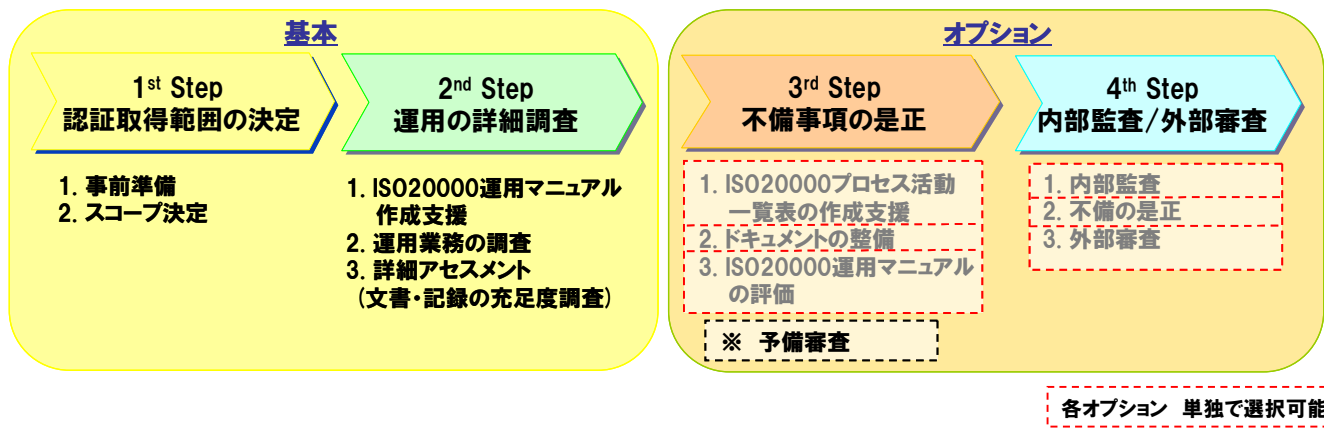 基本
1st Step
認証取得範囲の決定
1. 事前準備
2. スコープ決定
2nd Step
運用の詳細調査
1. ISO20000運用マニュアル
作成支援
2. 運用業務の調査
3. 詳細アセスメント
(文書・記録の充足度調査)
オプション
3rd Step
不備事項の是正
1. ISO20000プロセス活動
一覧表の作成支援
2. ドキュメントの整備
3. ISO20000運用マニュアル
の評価
※ 予備審査
4th Step
内部監査/外部審査
1. 内部監査
2. 不備の是正
3. 外部審査
各オプション 単独で選択可能